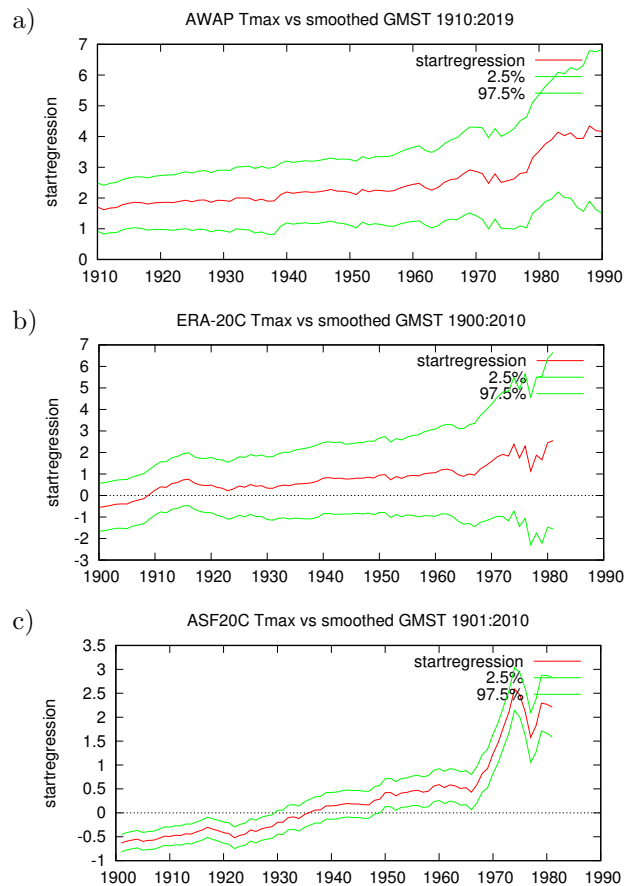 a)
AWAP Tmax vs smoothed GMST 1910:2019
startregression
7
6
5
4
3
2
1
0
startregression
2.5%
97.5%
1910 1920 1930 1940 1950 1960 1970 1980 1990
b)
ERA-20C Tmax vs smoothed GMST 1900:2010
startregression
7
6
5
4
3
2
1
0
-1
-2
-3
startregression
2.5%
97.5%
1900 1910 1920 1930 1940 1950 1960 1970 1980 1990
c)
ASF20C Tmax vs smoothed GMST 1901:2010
startregression
3.5
3
2.5
2
1.5
1
0.5
0
-0.5
-1
startregression
2.5%
97.5%
1900 1910 1920 1930 1940 1950 1960 1970 1980 1990